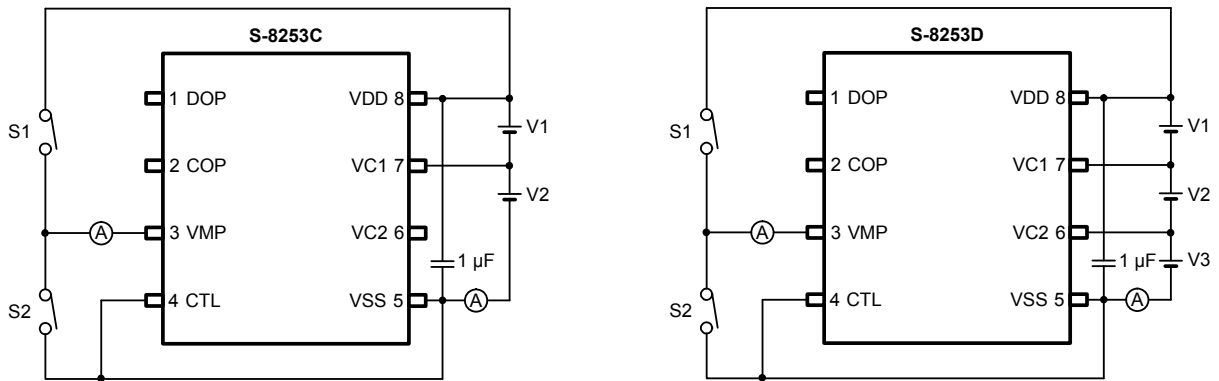 S-8253C
1 DOP VDD 8
S1 V1
2 COP VC1 7
V2
A 3 VMP VC2 6
1 µF
S2 4 CTL VSS 5 A
S-8253D
1 DOP VDD 8
S1 V1
2 COP VC1 7
V2
A 3 VMP VC2 6
1 µF V3
S2 4 CTL VSS 5 A